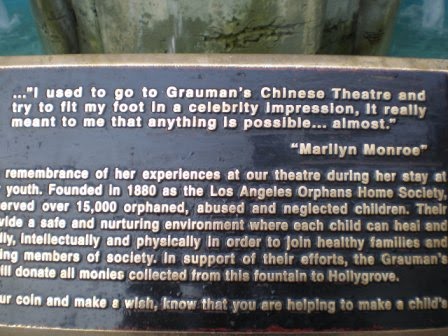 ..."I used to go to Grauman's Chinese Theatre and
try to fit my foot in a celebrity impression, it really
meant to me that anything is possible... almost."
"Marilyn Monroe"
remembrance of her experiences at our theatre during her stay at
youth. Founded in 1880 as the Los Angeles Orphans Home Society,
erved over 15,000 orphaned, abused and neglected children. Their
vide a safe and nurturing environment where each child can heal and
lly, intellectually and physically in order to join healthy families and
ing members of society. In support of their efforts, the Grauman's
ill donate all monies collected from this fountain to Hollygrove.
ur coin and make a wish, know that you are helping to make a child